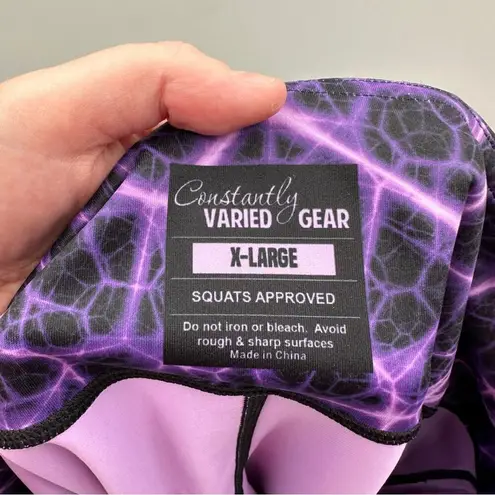 Constantly
VARIED GEAR
X-LARGE
SQUATS APPROVED
Do not iron or bleach. Avoid
rough & sharp surfaces
Made in China